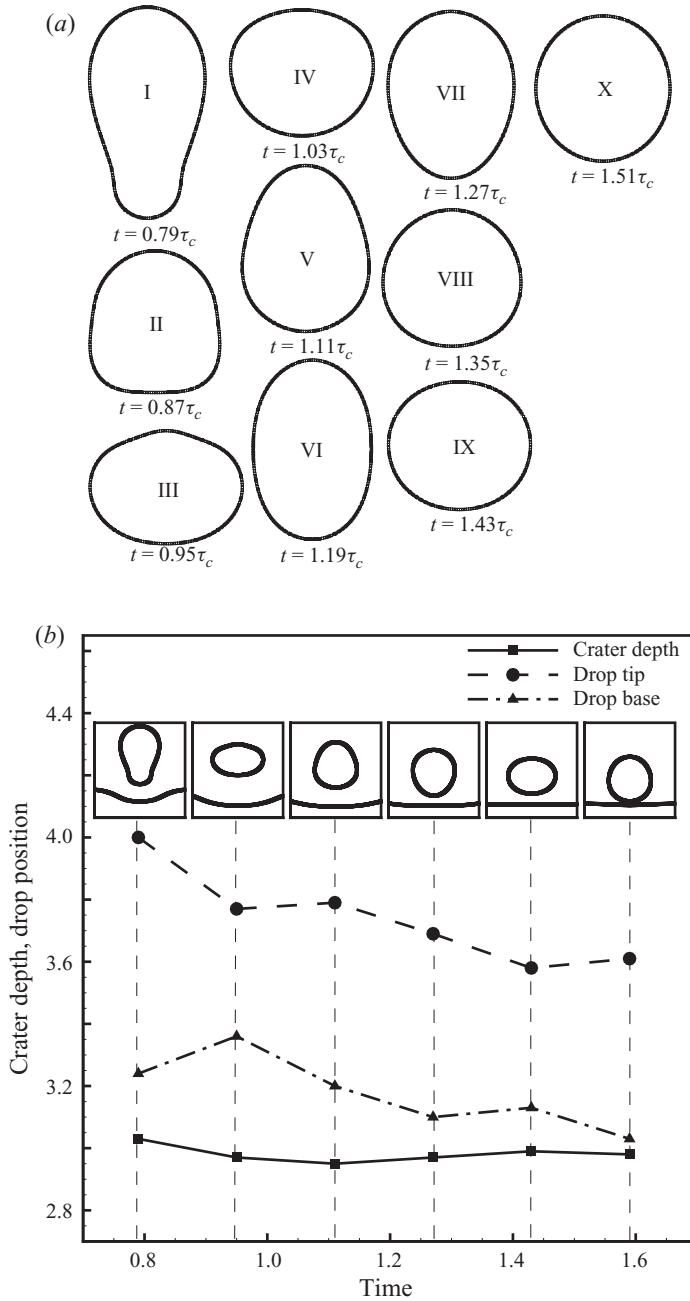 (a)
I
t = 0.79τc
II
t = 0.87τc
III
t = 0.95τc
IV
t = 1.03τc
V
t = 1.11τc
VI
t = 1.19τc
VII
t = 1.27τc
VIII
t = 1.35τc
IX
t = 1.43τc
X
t = 1.51τc
(b)
Crater depth
Drop tip
Drop base
Crater depth, drop position
4.4
4.0
3.6
3.2
2.8
0.8 1.0 1.2 1.4 1.6
Time